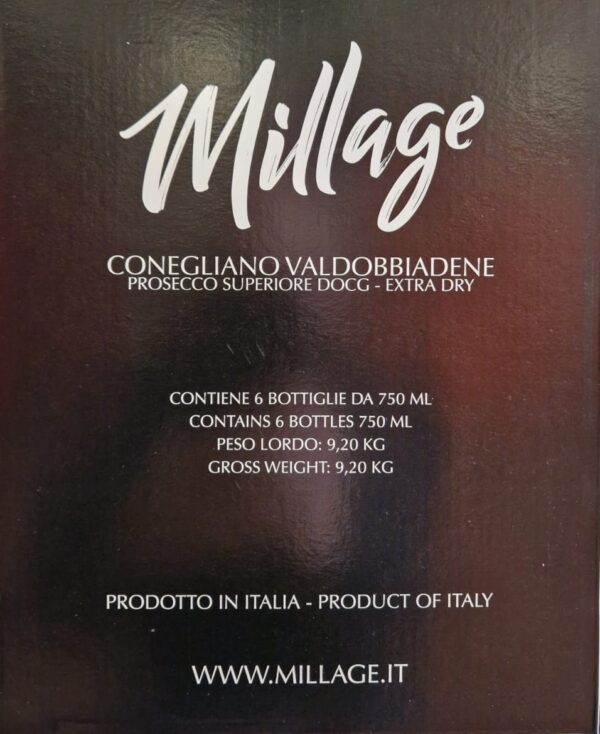 Millage
CONEGLIANO VALDOBBIADENE
PROSECCO SUPERIORE DOCG - EXTRA DRY
CONTIENE 6 BOTTIGLIE DA 750 ML
CONTAINS 6 BOTTLES 750 ML
PESO LORDO: 9,20 KG
GROSS WEIGHT: 9,20 KG
PRODOTTO IN ITALIA - PRODUCT OF ITALY
WWW.MILLAGE.IT